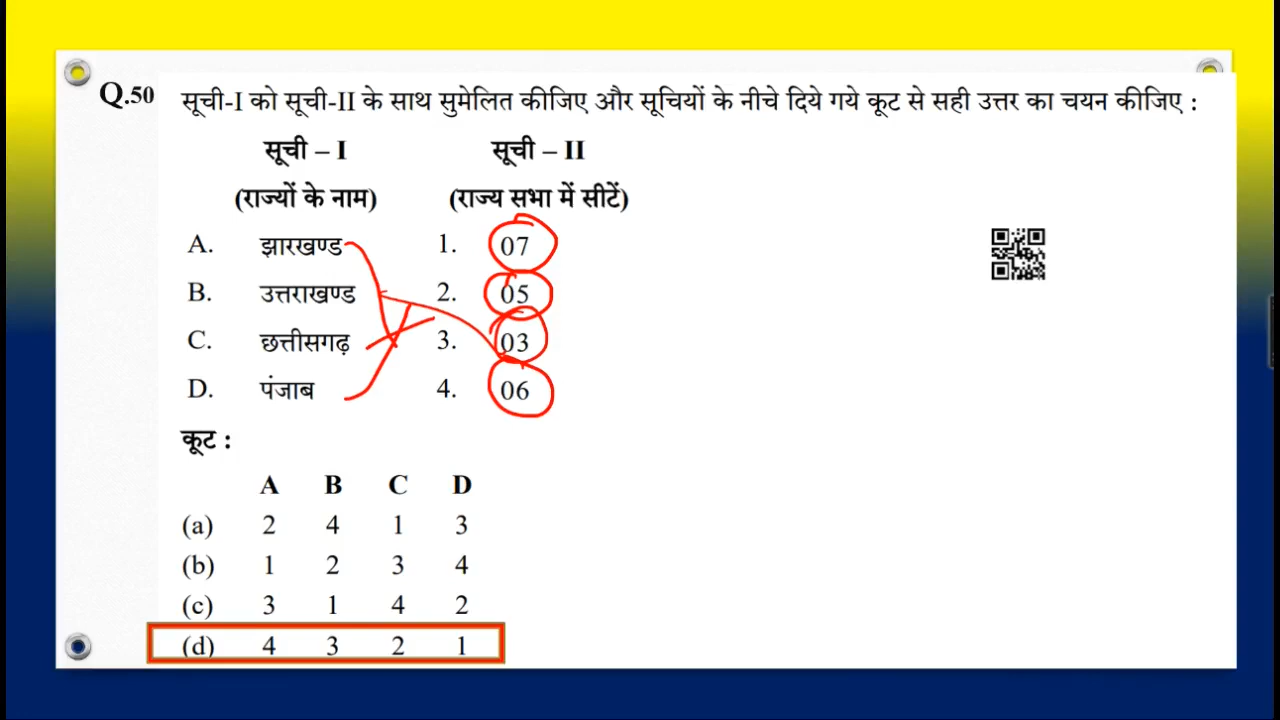 Q.50 सूची-I को सूची-II के साथ सुमेलित कीजिए और सूचियों के नीचे दिये गये कूट से सही उत्तर का चयन कीजिए :
सूची – I सूची – II
(राज्यों के नाम) (राज्य सभा में सीटें)
A. झारखण्ड 1. 07
B. उत्तराखण्ड 2. 05
C. छत्तीसगढ़ 3. 03
D. पंजाब 4. 06
कूट :
A B C D
(a) 2 4 1 3
(b) 1 2 3 4
(c) 3 1 4 2
(d) 4 3 2 1